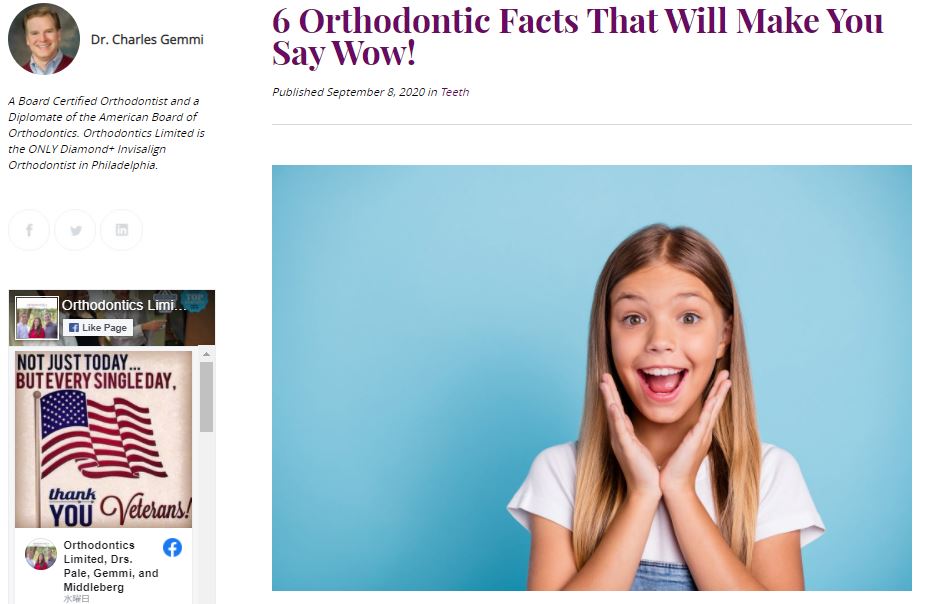 Dr. Charles Gemmi
A Board Certified Orthodontist and a
Diplomate of the American Board of
Orthodontics. Orthodontics Limited is
the ONLY Diamond+ Invisalign
Orthodontist in Philadelphia.
Orthodontics Limi...
Like Page
TOP
NOT JUST TODAY...
BUT EVERY SINGLE DAY,
thank
YOU Veterans!
Orthodontics
Limited, Drs.
Pale, Gemmi, and
Middleberg
水曜日
6 Orthodontic Facts That Will Make You
Say Wow!
Published September 8, 2020 in Teeth